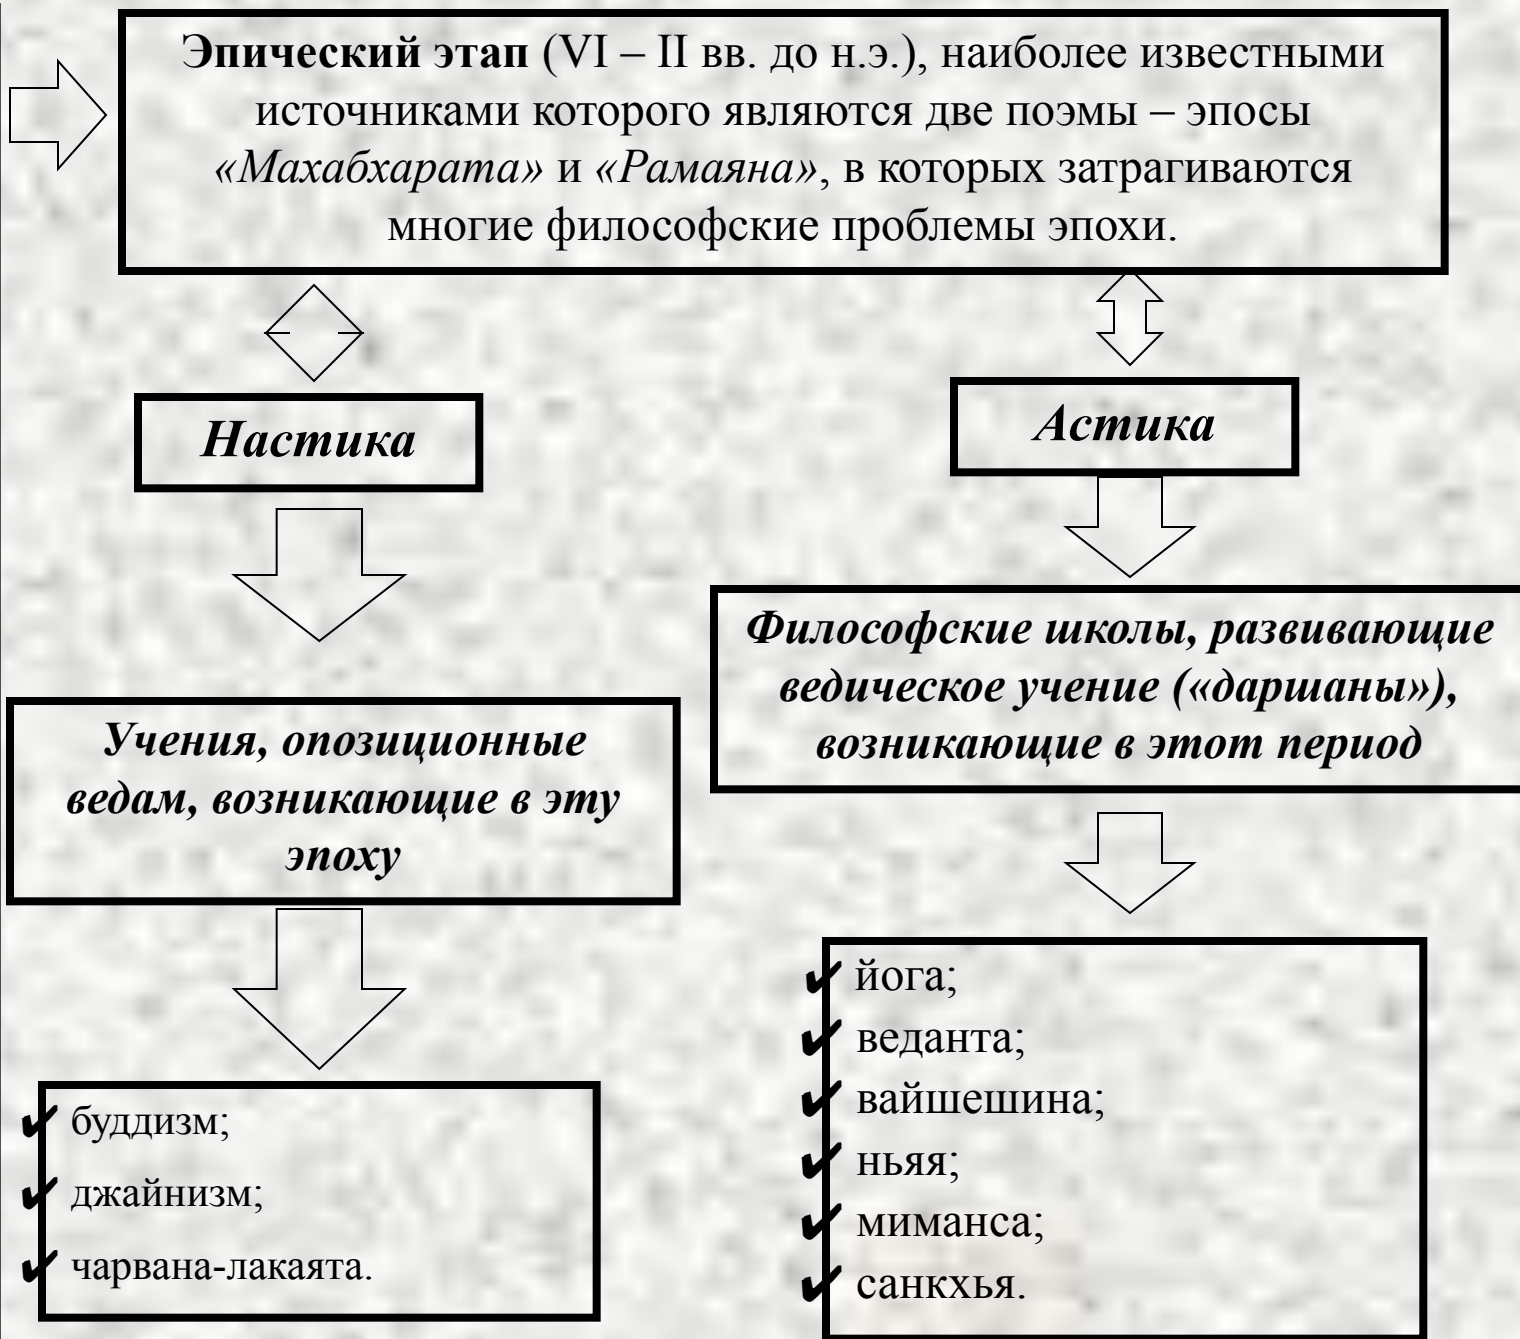 Эпический этап (VI – II вв. до н.э.), наиболее известными
источниками которого являются две поэмы – эпосы
«Махабхарата» и «Рамаяна», в которых затрагиваются
многие философские проблемы эпохи.
Настика
Учения, опозиционные
ведам, возникающие в эту
эпоху
✔ буддизм;
✔ джайнизм;
✔ чарвана-лакаята.
Астика
Философские школы, развивающие
ведическое учение («даршаны»),
возникающие в этот период
✔ йога;
✔ веданта;
✔ вайшешина;
✔ ньяя;
✔ миманса;
✔ санкхья.